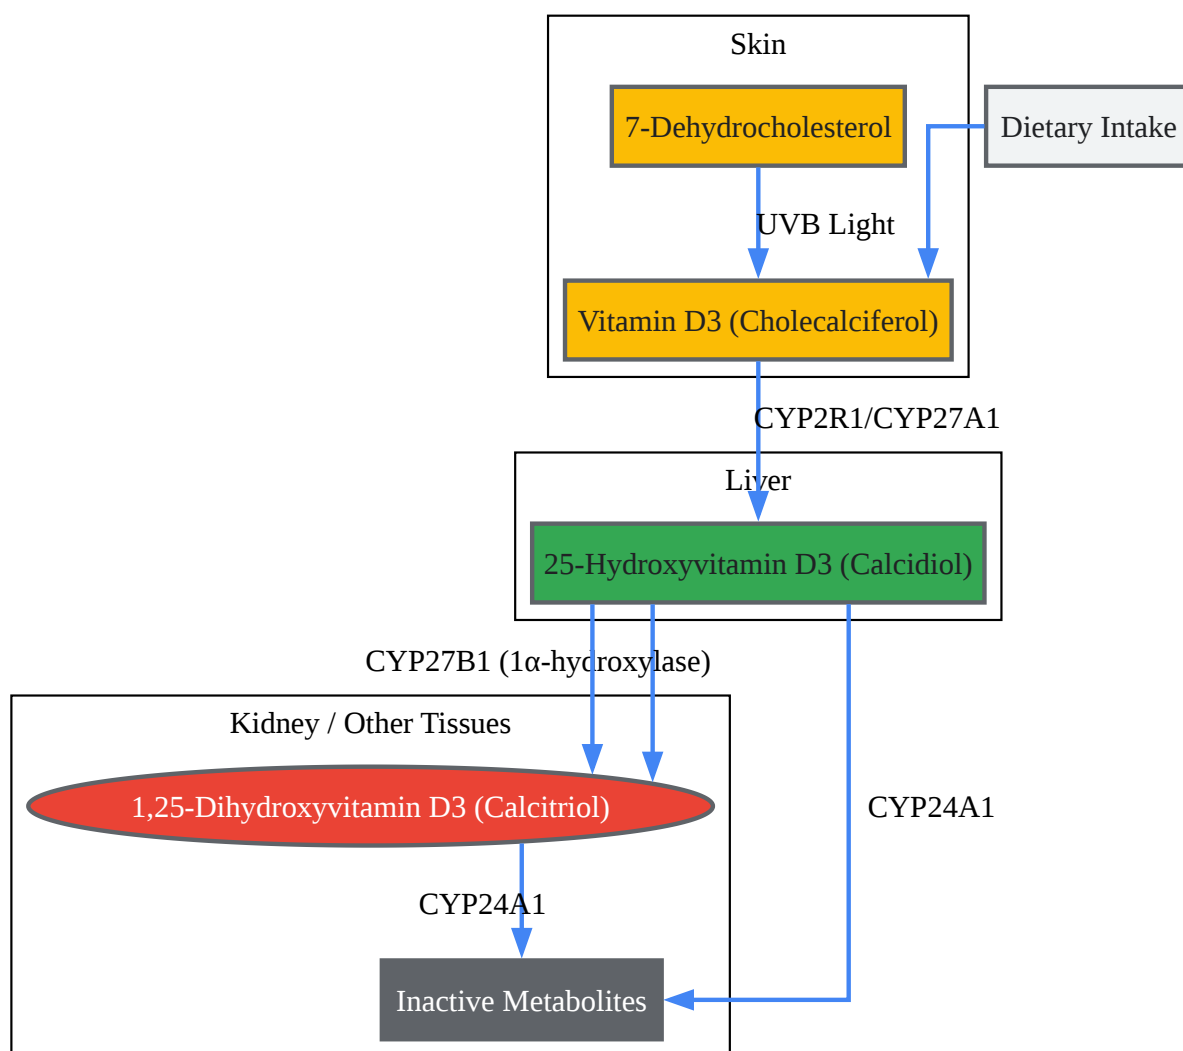 Skin
7-Dehydrocholesterol
Dietary Intake
UVB Light
Vitamin D3 (Cholecalciferol)
CYP2R1/CYP27A1
Liver
25-Hydroxyvitamin D3 (Calcidiol)
CYP27B1 (1α-hydroxylase)
Kidney / Other Tissues
1,25-Dihydroxyvitamin D3 (Calcitriol)
CYP24A1
CYP24A1
Inactive Metabolites